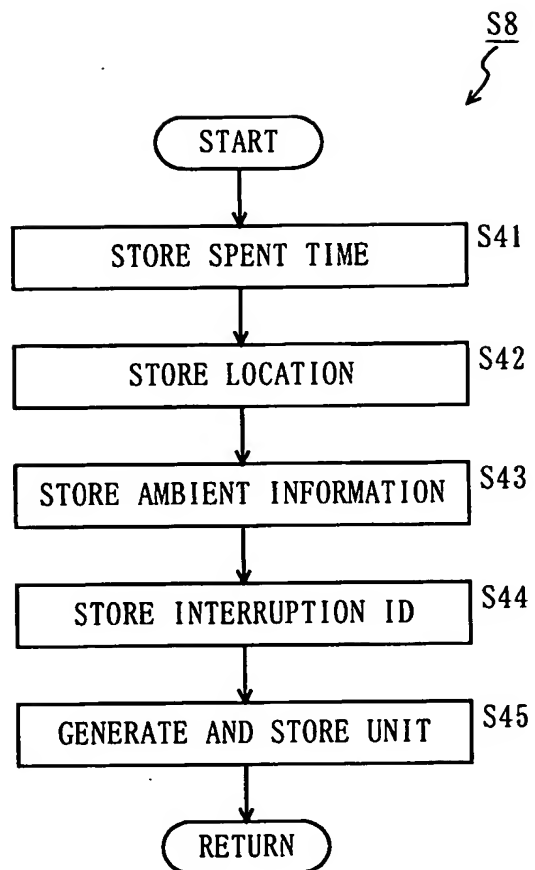 S8
START
STORE SPENT TIME S41
STORE LOCATION S42
STORE AMBIENT INFORMATION S43
STORE INTERRUPTION ID S44
GENERATE AND STORE UNIT S45
RETURN